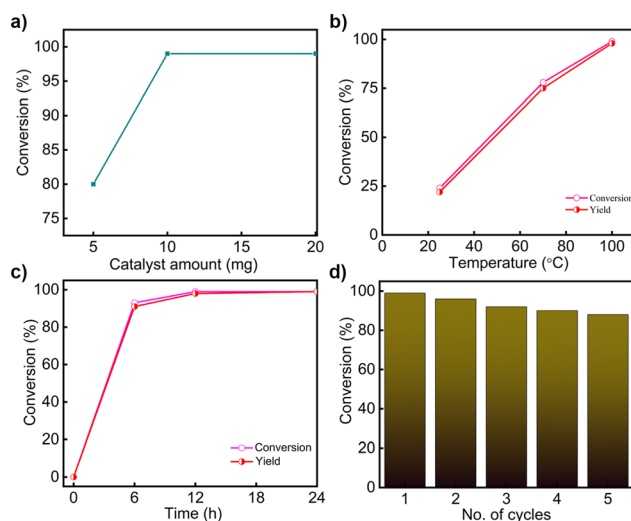 a)
100
95
90
85
80
75
Conversion (%)
5
10
15
20
Catalyst amount (mg)
b)
100
75
50
25
0
Conversion (%)
Conversion
Yield
0
20
40
60
80
100
Temperature (°C)
c)
100
80
60
40
20
0
Conversion (%)
Conversion
Yield
0
6
12
18
24
Time (h)
d)
100
80
60
40
20
0
Conversion (%)
1
2
3
4
5
No. of cycles